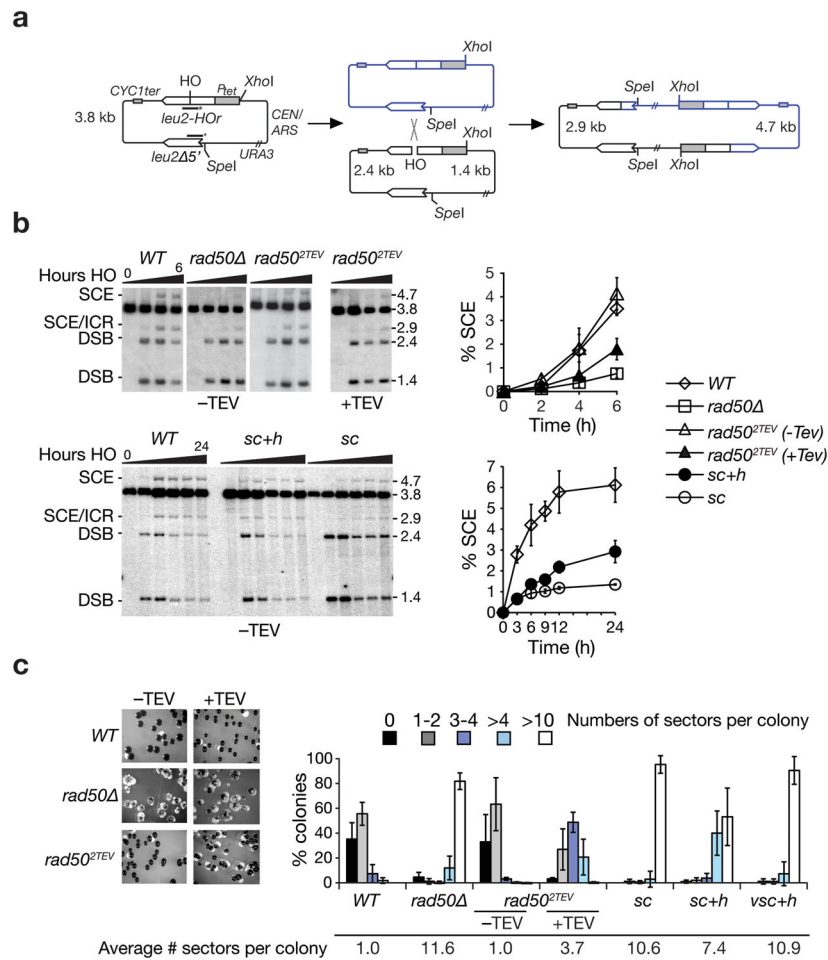 a
HO
P tet
XhoI
CYC1ter
3.8 kb
leu2-HOr
CEN/
ARS
leu2Δ5'
URA3
SpeI
XhoI
SpeI
XhoI
HO
2.4 kb
1.4 kb
SpeI
SpeI
XhoI
2.9 kb
4.7 kb
SpeI
XhoI
b
WT rad50Δ rad50 2TEV rad50 2TEV
Hours HO 0 6
SCE 4.7
3.8
SCE/ICR 2.9
DSB 2.4
DSB 1.4
–TEV +TEV
% SCE
5
4
3
2
1
0
0 2 4 6
Time (h)
WT sc+h sc
Hours HO 0 24
SCE 4.7
3.8
SCE/ICR 2.9
DSB 2.4
DSB 1.4
–TEV
% SCE
7
6
5
4
3
2
1
0
0 3 6 9 12 24
Time (h)
WT
rad50Δ
rad50 2TEV (-Tev)
rad50 2TEV (+Tev)
sc+h
sc
c
–TEV +TEV
WT
rad50Δ
rad50 2TEV
0 1-2 3-4 >4 >10 Numbers of sectors per colony
% colonies
100
80
60
40
20
0
WT rad50Δ rad50 2TEV sc sc+h vsc+h
–TEV +TEV
Average # sectors per colony 1.0 11.6 1.0 3.7 10.6 7.4 10.9